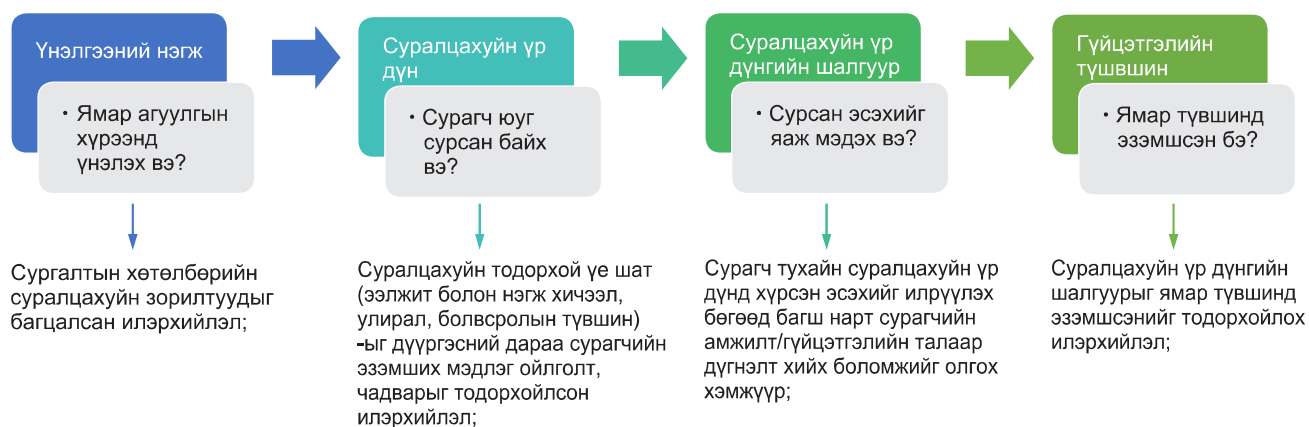 Үнэлгээний нэгж
• Ямар агуулгын
хүрээнд
үнэлэх вэ?
Сургалтын хөтөлбөрийн
суралцахуйн зорилтуудыг
багцалсан илэрхийлэл;
Суралцахуйн үр
дүн
• Сурагч юуг
сурсан байх
вэ?
Суралцахуйн тодорхой үе шат
(ээлжит болон нэгж хичээл,
улирал, болвсролын түвшин)
-ыг дүүргэсний дараа сурагчийн
эзэмших мэдлэг ойлголт,
чадварыг тодорхойлсон
илэрхийлэл;
Суралцахуйн үр
дүнгийн шалгуур
• Сурсан эсэхийг
яаж мэдэх вэ?
Сурагч тухайн суралцахуйн үр
дүнд хүрсэн эсэхийг илрүүлэх
бөгөөд багш нарт сурагчийн
амжилт/гүйцэтгэлийн талаар
дүгнэлт хийх боломжийг олгох
хэмжүүр;
Гүйцэтгэлийн
түшвшин
• Ямар түвшинд
эзэмшсэн бэ?
Суралцахуйн үр дүнгийн
шалгуурыг ямар түвшинд
эзэмшсэнийг тодорхойлох
илэрхийлэл;